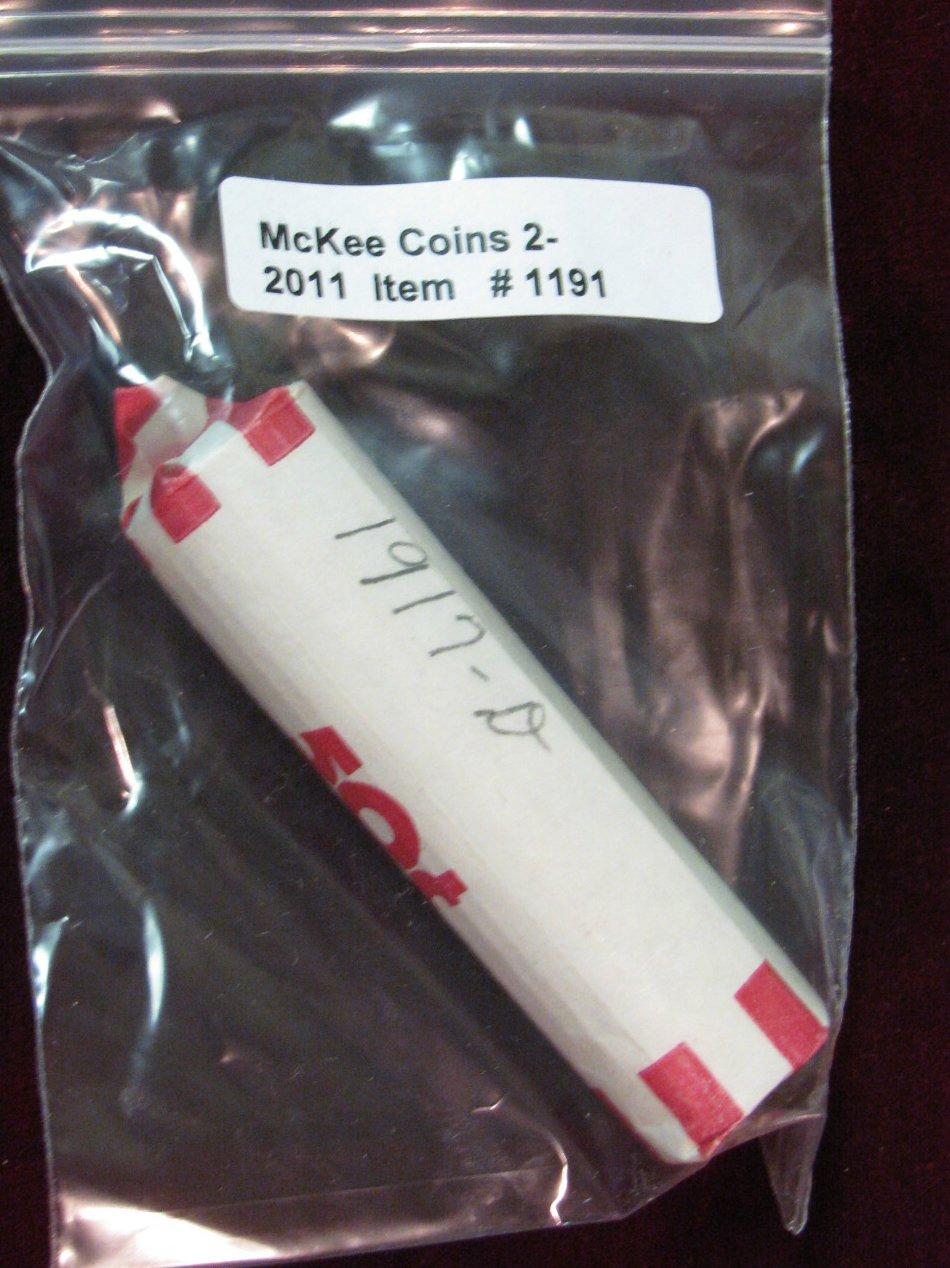 McKee Coins 2-
2011 Item # 1191
1917-D
50¢